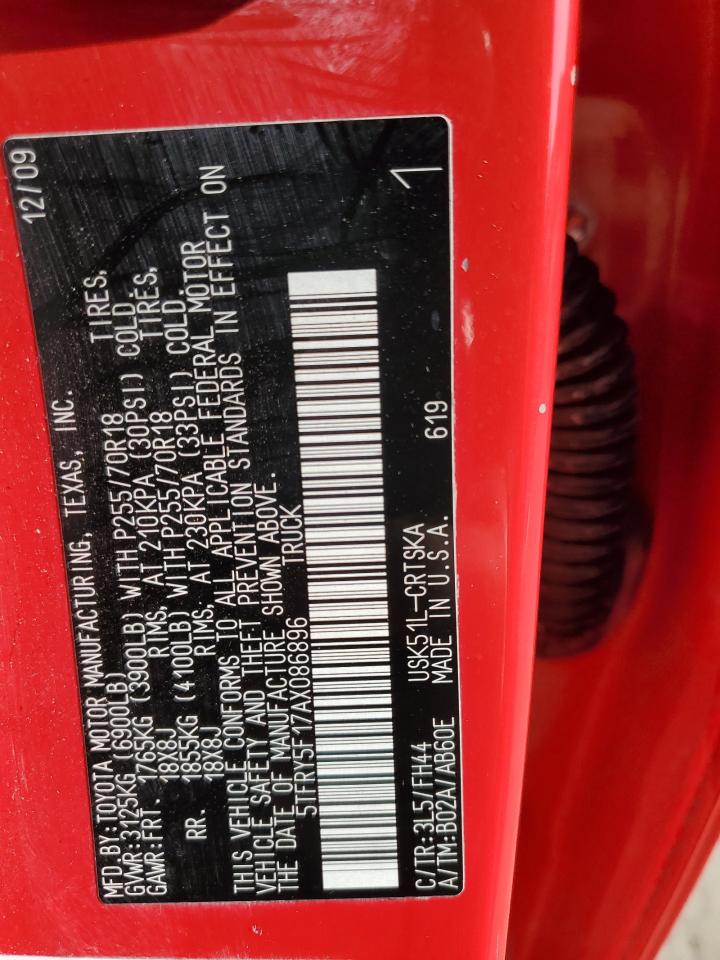 MFD.BY:TOYOTA MOTOR MANUFACTURING, TEXAS, INC. 12/09
GVWR:3125KG (6900LB)
GAWR:FRT. 1765KG (3900LB) WITH P255/70R18 TIRES,
18X8J RIMS, AT 210KPA (30PSI) COLD
RR. 1855KG (4100LB) WITH P255/70R18 TIRES,
18X8J RIMS, AT 230KPA (33PSI) COLD.
THIS VEHICLE CONFORMS TO ALL APPLICABLE FEDERAL MOTOR
VEHICLE SAFETY AND THEFT PREVENTION STANDARDS IN EFFECT ON
THE DATE OF MANUFACTURE SHOWN ABOVE.
5TFRY5F17AX086896 TRUCK
1
C/TR:3L5/FH44 USK51L-CRTSKA 619
A/TM:B02A/AB60E MADE IN U.S.A.